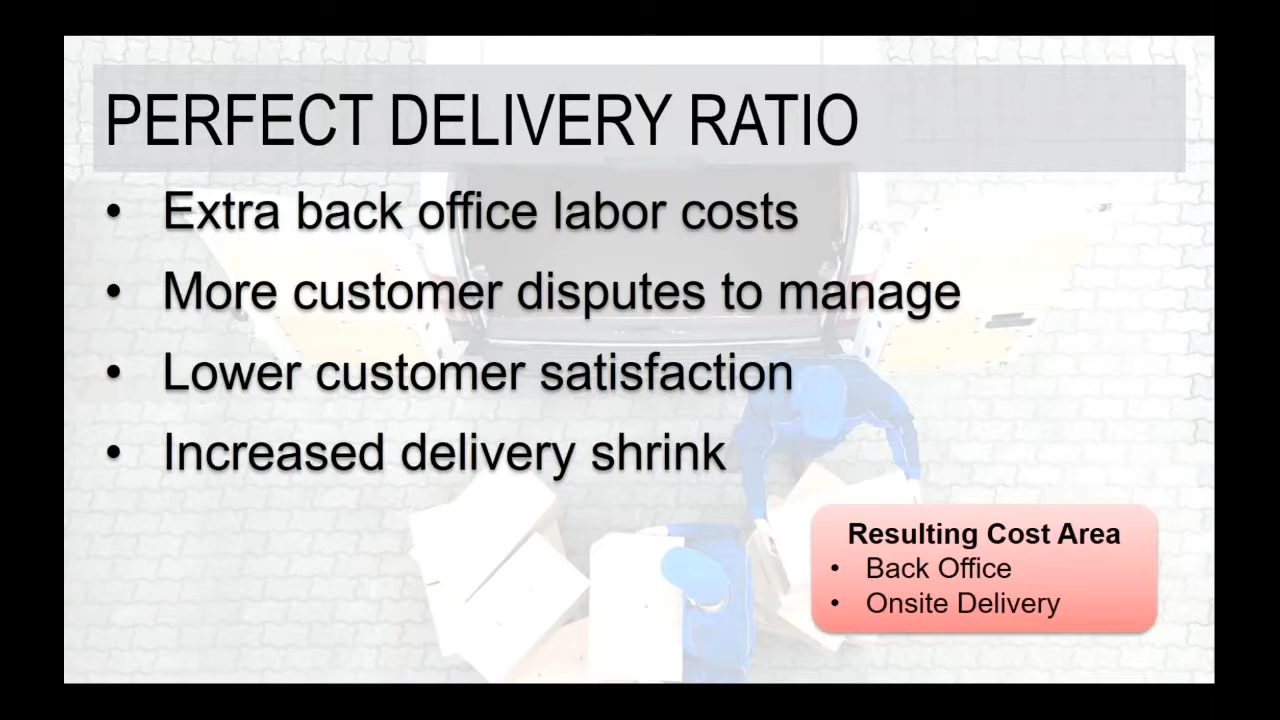 PERFECT DELIVERY RATIO
• Extra back office labor costs
• More customer disputes to manage
• Lower customer satisfaction
• Increased delivery shrink
Resulting Cost Area
• Back Office
• Onsite Delivery